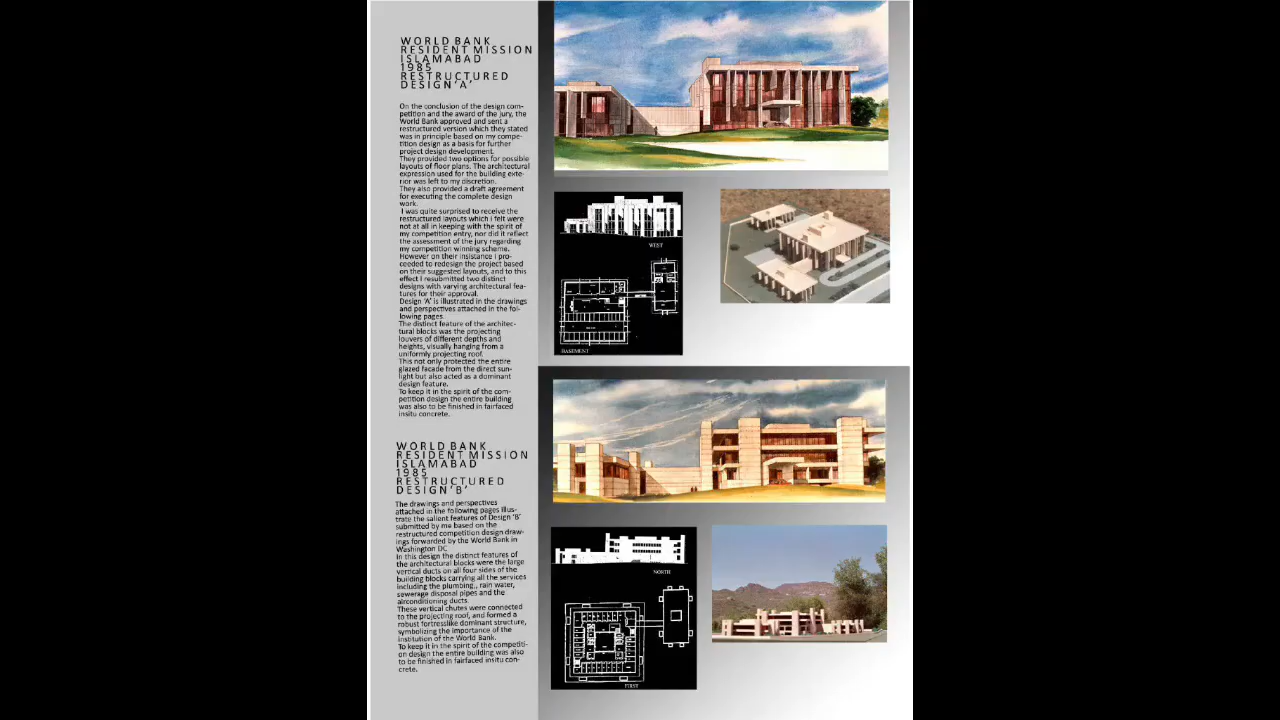 WORLD BANK
RESIDENT MISSION
ISLAMABAD
1985
RESTRUCTURED
DESIGN'A'
On the conclusion of the design com-
petition and the award of the jury, the
World Bank approved and sent a
restructured version which they stated
was in principle based on my compe-
tition design as a basis for further
project design development.
They provided two options for possible
layouts of floor plans. The architectural
expression used for the building exte-
rior was left to my discretion.
They also provided a draft agreement
for executing the complete design
work.
I was quite surprised to receive the
restructured layouts which i felt were
not at all in keeping with the spirit of
my competition entry, nor did it reflect
the assessment of the jury regarding
my competition winning scheme.
However on their insistance I pro-
ceeded to redesign the project based
on their suggested layouts, and to this
effect I resubmitted two distinct
designs with varying architectural fea-
tures for their approval.
Design 'A' is illustrated in the drawings
and perspectives attached in the fol-
lowing pages.
The distinct feature of the architec-
tural blocks was the projecting
louvers of different depths and
heights, visually hanging from a
uniformly projecting roof.
This not only protected the entire
glazed facade from the direct sun-
light but also acted as a dominant
design feature.
To keep it in the spirit of the com-
petition design the entire building
was also to be finished in fairfaced
insitu concrete.
WEST
BASEMENT
WORLD BANK
RESIDENT MISSION
ISLAMABAD
1985
RESTRUCTURED
DESIGN'B'
The drawings and perspectives
attached in the following pages illus-
trate the salient features of Design 'B'
submitted by me based on the
restructured competition design draw-
ings forwarded by the World Bank in
Washington DC
In this design the distinct features of
the architectural blocks were the large
vertical ducts on all four sides of the
building blocks carrying all the services
including the plumbing., rain water,
sewerage disposal pipes and the
airconditioning ducts.
These vertical chutes were connected
to the projecting roof, and formed a
robust fortresslike dominant structure,
symbolizing the importance of the
institution of the World Bank.
To keep it in the spirit of the competiti-
on design the entire building was also
to be finished in fairfaced insitu con-
crete.
NORTH
FIRST